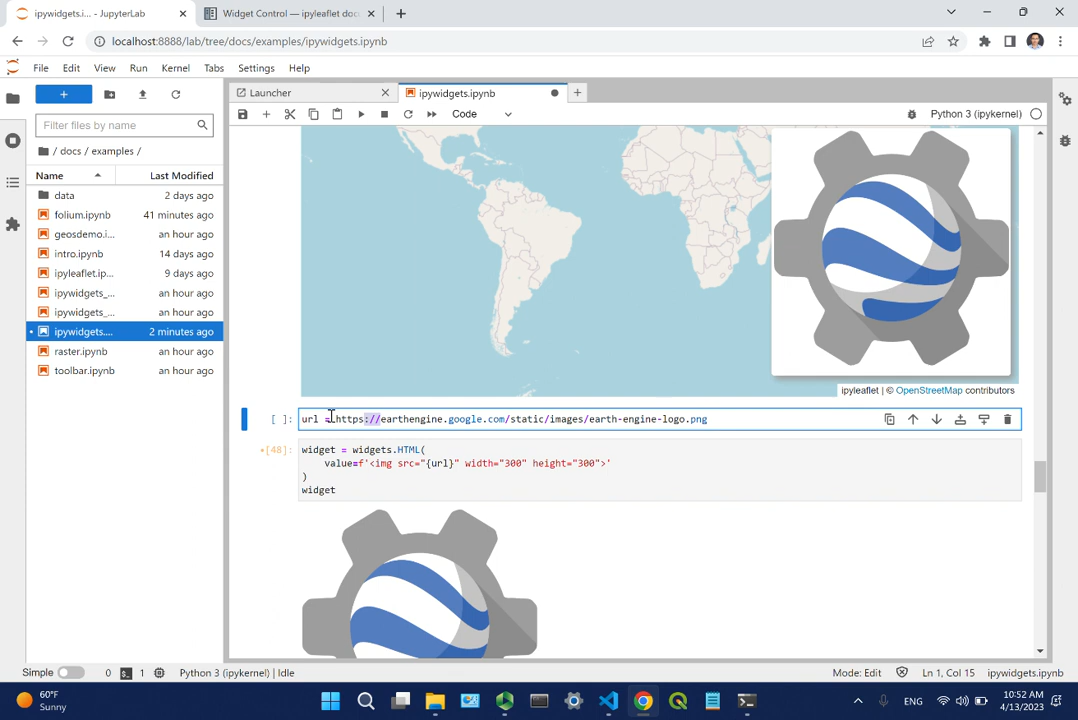 ipywidgets.i... - JupyterLab
Widget Control — ipyleaflet doc
localhost:8888/lab/tree/docs/examples/ipywidgets.ipynb
File Edit View Run Kernel Tabs Settings Help
Launcher
ipywidgets.ipynb
Code
Python 3 (ipykernel)
Filter files by name
/ docs / examples /
Name Last Modified
data 2 days ago
folium.ipynb 41 minutes ago
geosdemo.i... an hour ago
intro.ipynb 14 days ago
ipyleaflet.ip... 9 days ago
ipywidgets_... an hour ago
ipywidgets_... an hour ago
ipywidgets.... 2 minutes ago
raster.ipynb an hour ago
toolbar.ipynb an hour ago
ipyleaflet | © OpenStreetMap contributors
[ ]: url = https://earthengine.google.com/static/images/earth-engine-logo.png
[48]: widget = widgets.HTML(
value=f'<img src="{url}" width="300" height="300">'
)
widget
Simple 0 1 Python 3 (ipykernel) | Idle Mode: Edit Ln 1, Col 15 ipywidgets.ipynb
60°F
Sunny
ENG
10:52 AM
4/13/2023